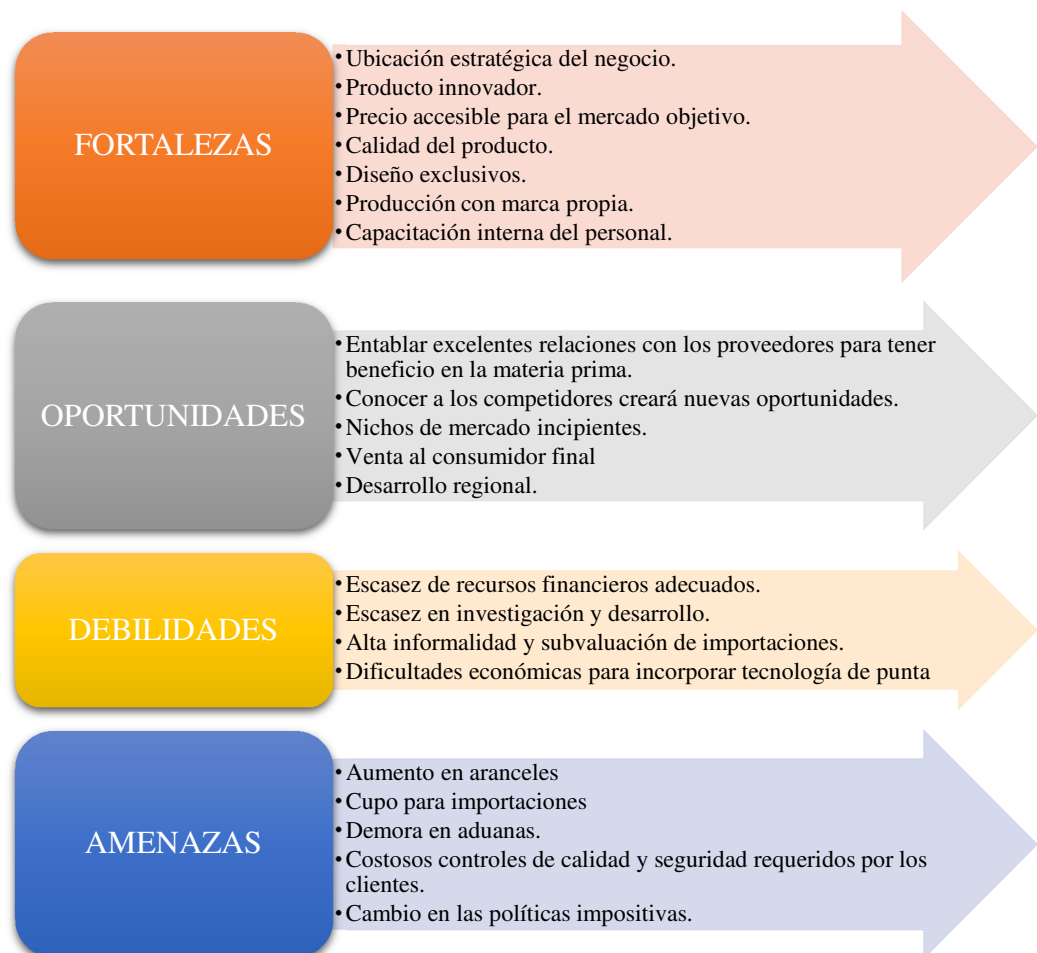 FORTALEZAS
•Ubicación estratégica del negocio.
•Producto innovador.
•Precio accesible para el mercado objetivo.
•Calidad del producto.
•Diseño exclusivos.
•Producción con marca propia.
•Capacitación interna del personal.
OPORTUNIDADES
•Entablar excelentes relaciones con los proveedores para tener
beneficio en la materia prima.
•Conocer a los competidores creará nuevas oportunidades.
•Nichos de mercado incipientes.
•Venta al consumidor final
•Desarrollo regional.
DEBILIDADES
•Escasez de recursos financieros adecuados.
•Escasez en investigación y desarrollo.
•Alta informalidad y subvaluación de importaciones.
•Dificultades económicas para incorporar tecnología de punta
AMENAZAS
•Aumento en aranceles
•Cupo para importaciones
•Demora en aduanas.
•Costosos controles de calidad y seguridad requeridos por los
clientes.
•Cambio en las políticas impositivas.